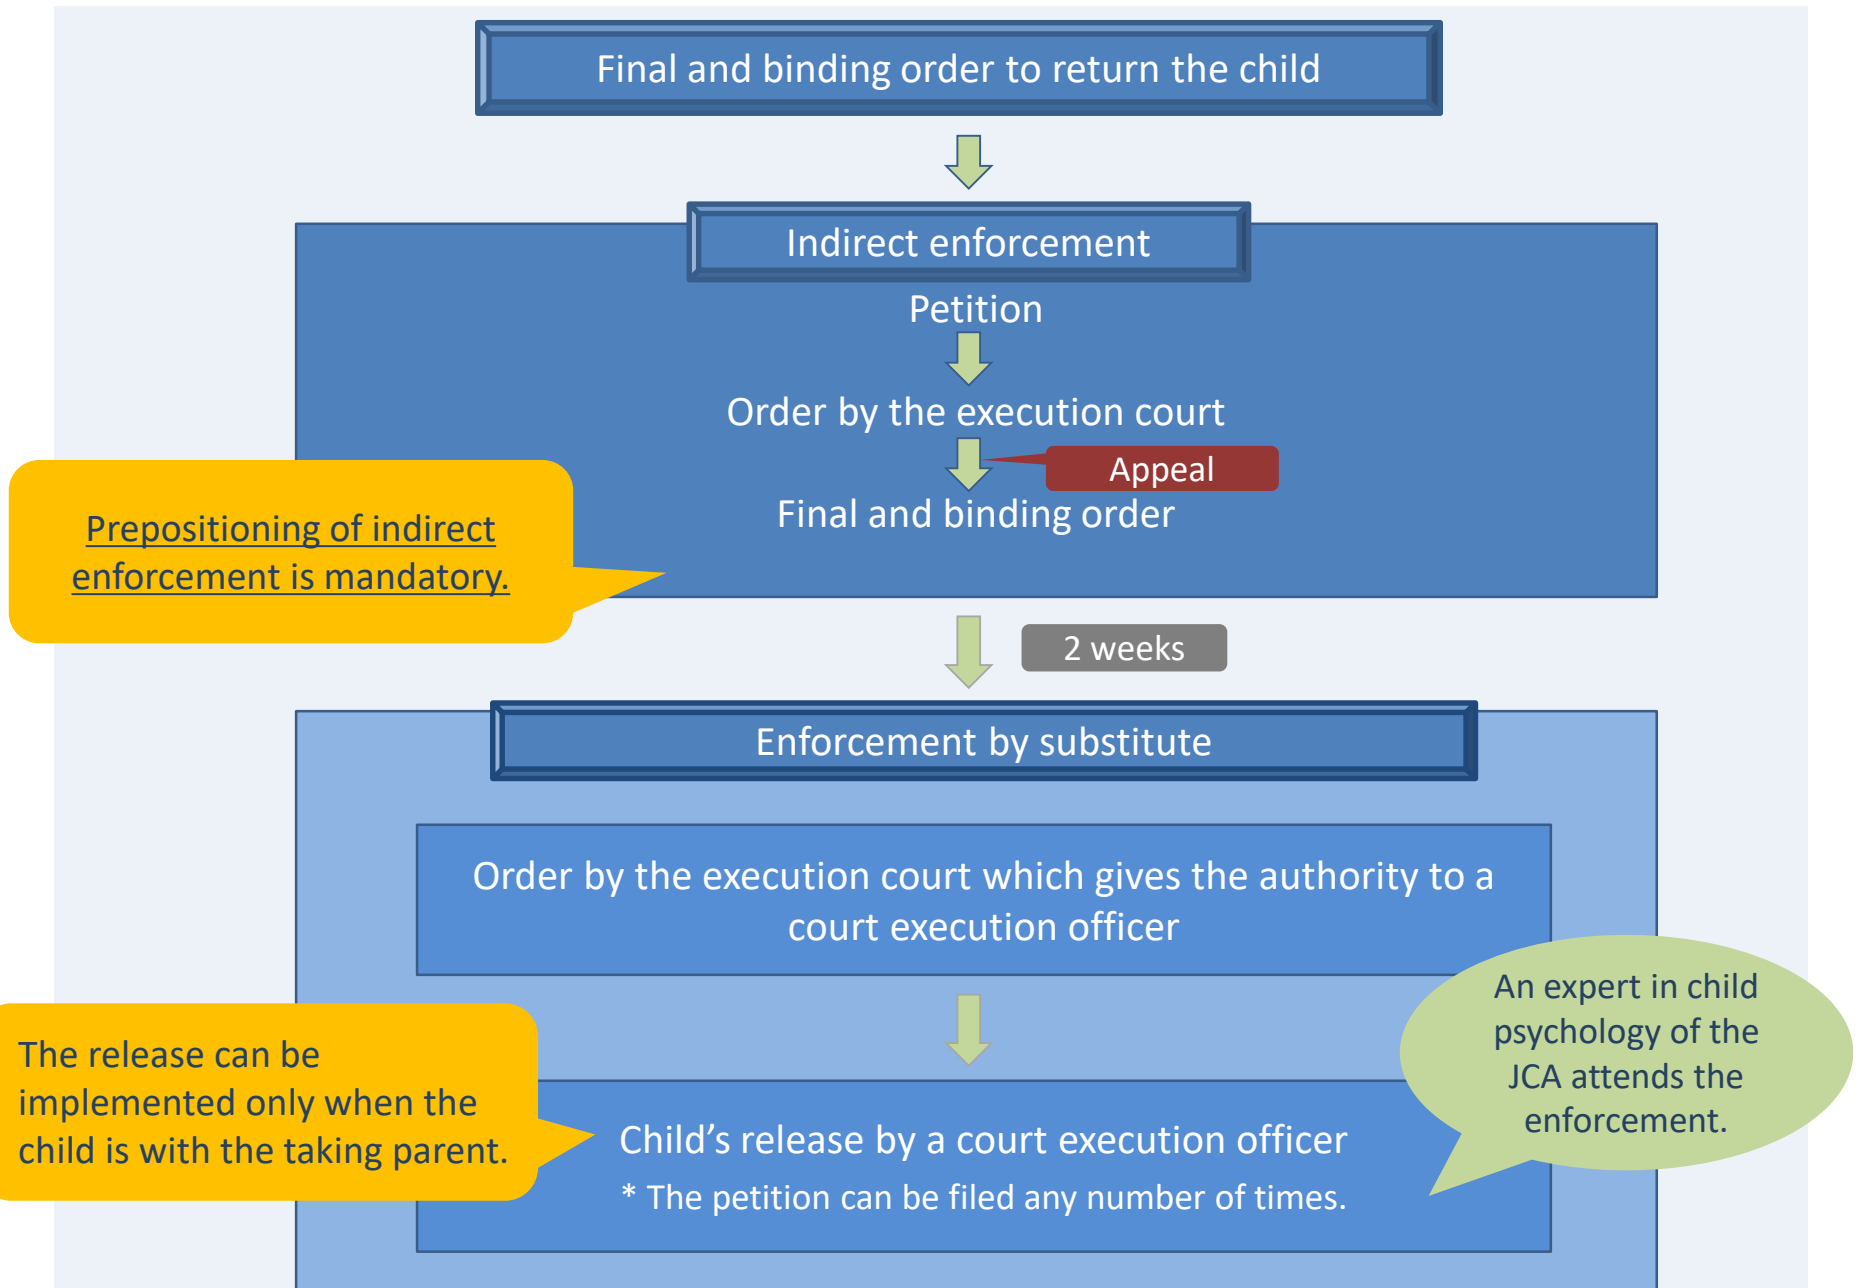 Final and binding order to return the child
Indirect enforcement
Petition
Order by the execution court
Appeal
Final and binding order
Prepositioning of indirect
enforcement is mandatory.
2 weeks
Enforcement by substitute
Order by the execution court which gives the authority to a
court execution officer
An expert in child
psychology of the
JCA attends the
enforcement.
The release can be
implemented only when the
child is with the taking parent.
Child’s release by a court execution officer
* The petition can be filed any number of times.